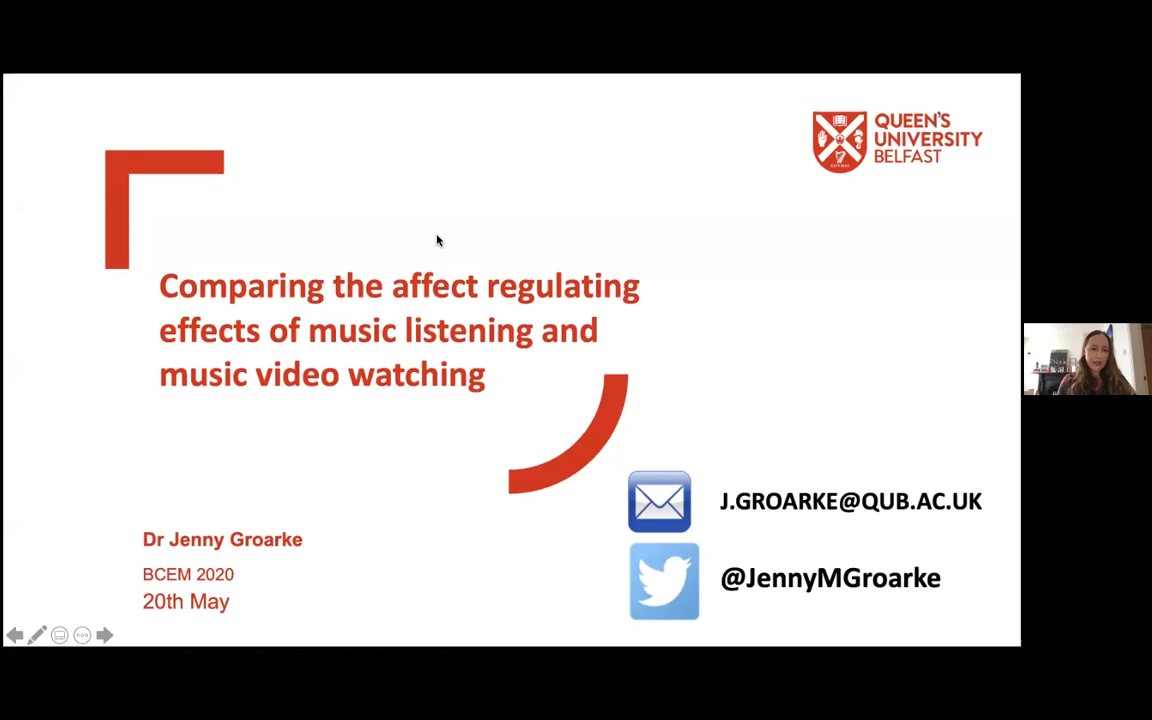 QUEEN'S
UNIVERSITY
BELFAST
Comparing the affect regulating
effects of music listening and
music video watching
J.GROARKE@QUB.AC.UK
Dr Jenny Groarke
BCEM 2020
@JennyMGroarke
20th May